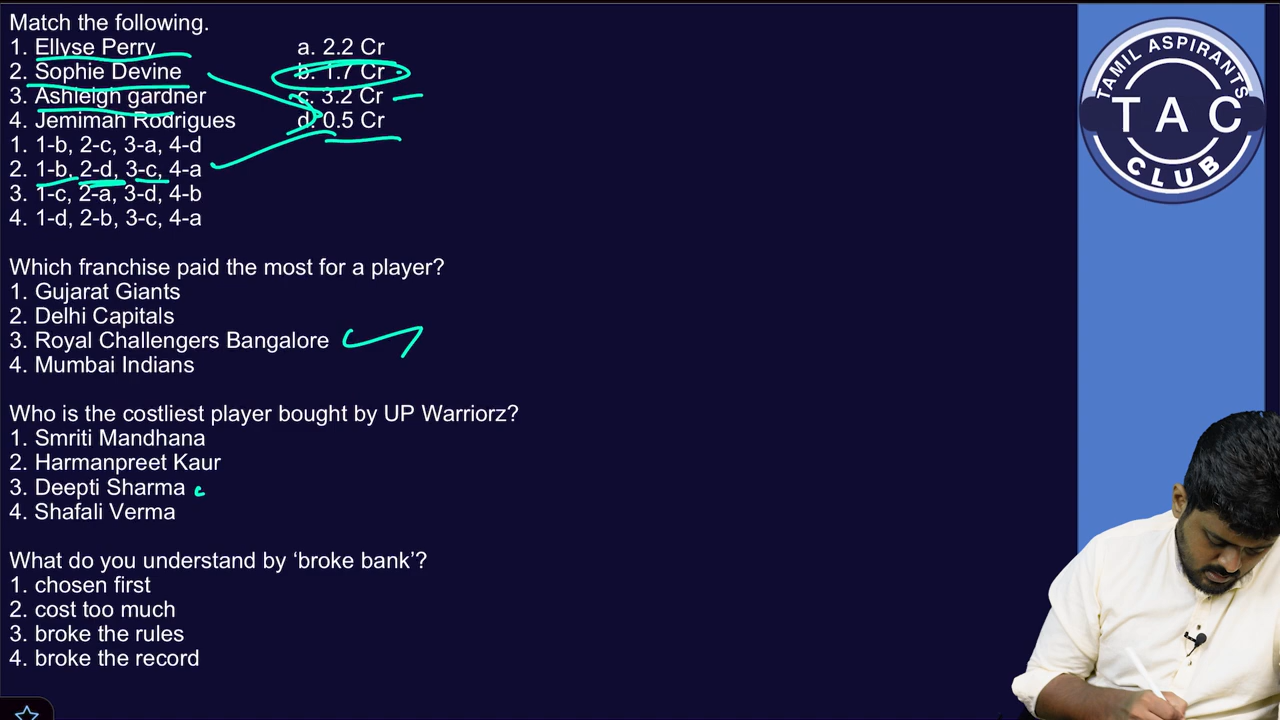 Match the following.
1. Ellyse Perry a. 2.2 Cr
2. Sophie Devine b. 1.7 Cr
3. Ashleigh gardner c. 3.2 Cr
4. Jemimah Rodrigues d. 0.5 Cr
1. 1-b, 2-c, 3-a, 4-d
2. 1-b, 2-d, 3-c, 4-a
3. 1-c, 2-a, 3-d, 4-b
4. 1-d, 2-b, 3-c, 4-a
Which franchise paid the most for a player?
1. Gujarat Giants
2. Delhi Capitals
3. Royal Challengers Bangalore
4. Mumbai Indians
Who is the costliest player bought by UP Warriorz?
1. Smriti Mandhana
2. Harmanpreet Kaur
3. Deepti Sharma
4. Shafali Verma
What do you understand by ‘broke bank’?
1. chosen first
2. cost too much
3. broke the rules
4. broke the record
TAMIL ASPIRANTS
TAC
CLUB